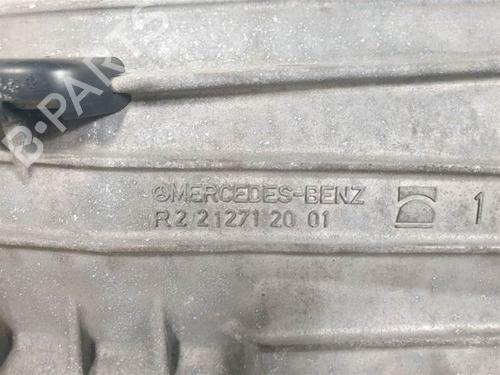 B-PARTS
MERCEDES-BENZ
R2 21271 20 01
1